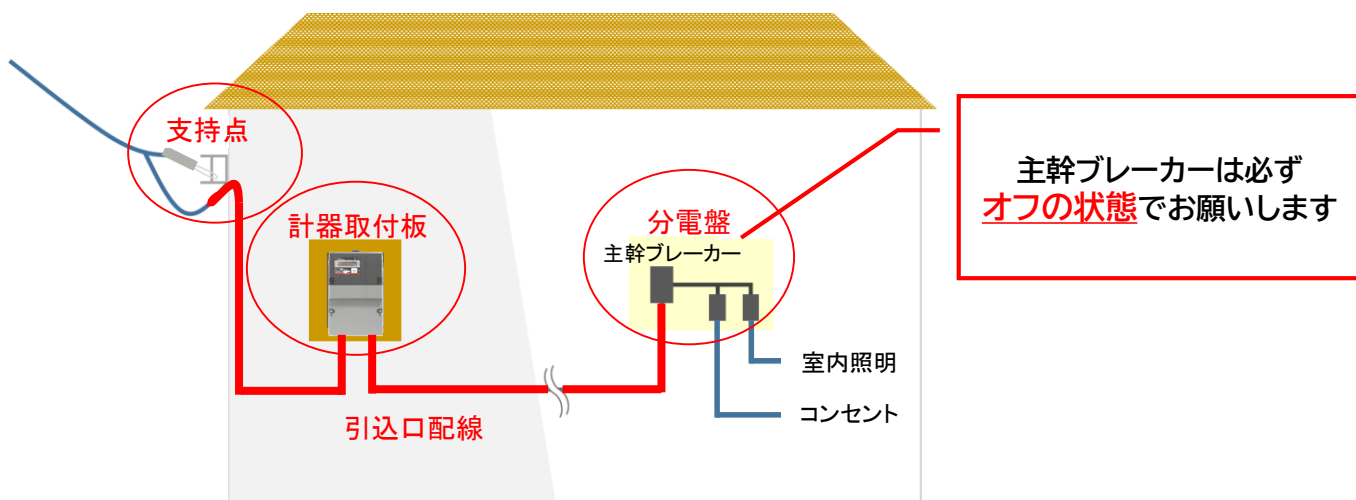 支持点
計器取付板
分電盤
主幹ブレーカー
主幹ブレーカーは必ず
オフの状態でお願いします
室内照明
コンセント
引込口配線